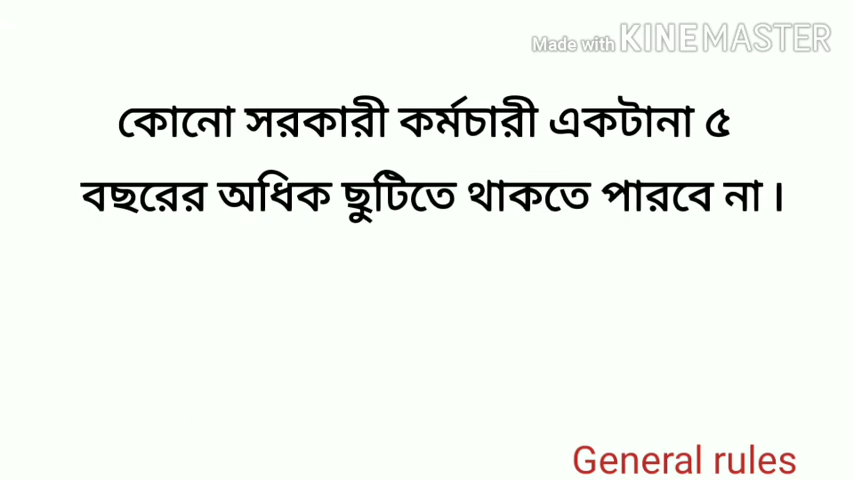 Made with KINEMASTER
কোনো সরকারী কর্মচারী একটানা ৫
বছরের অধিক ছুটিতে থাকতে পারবে না।
General rules